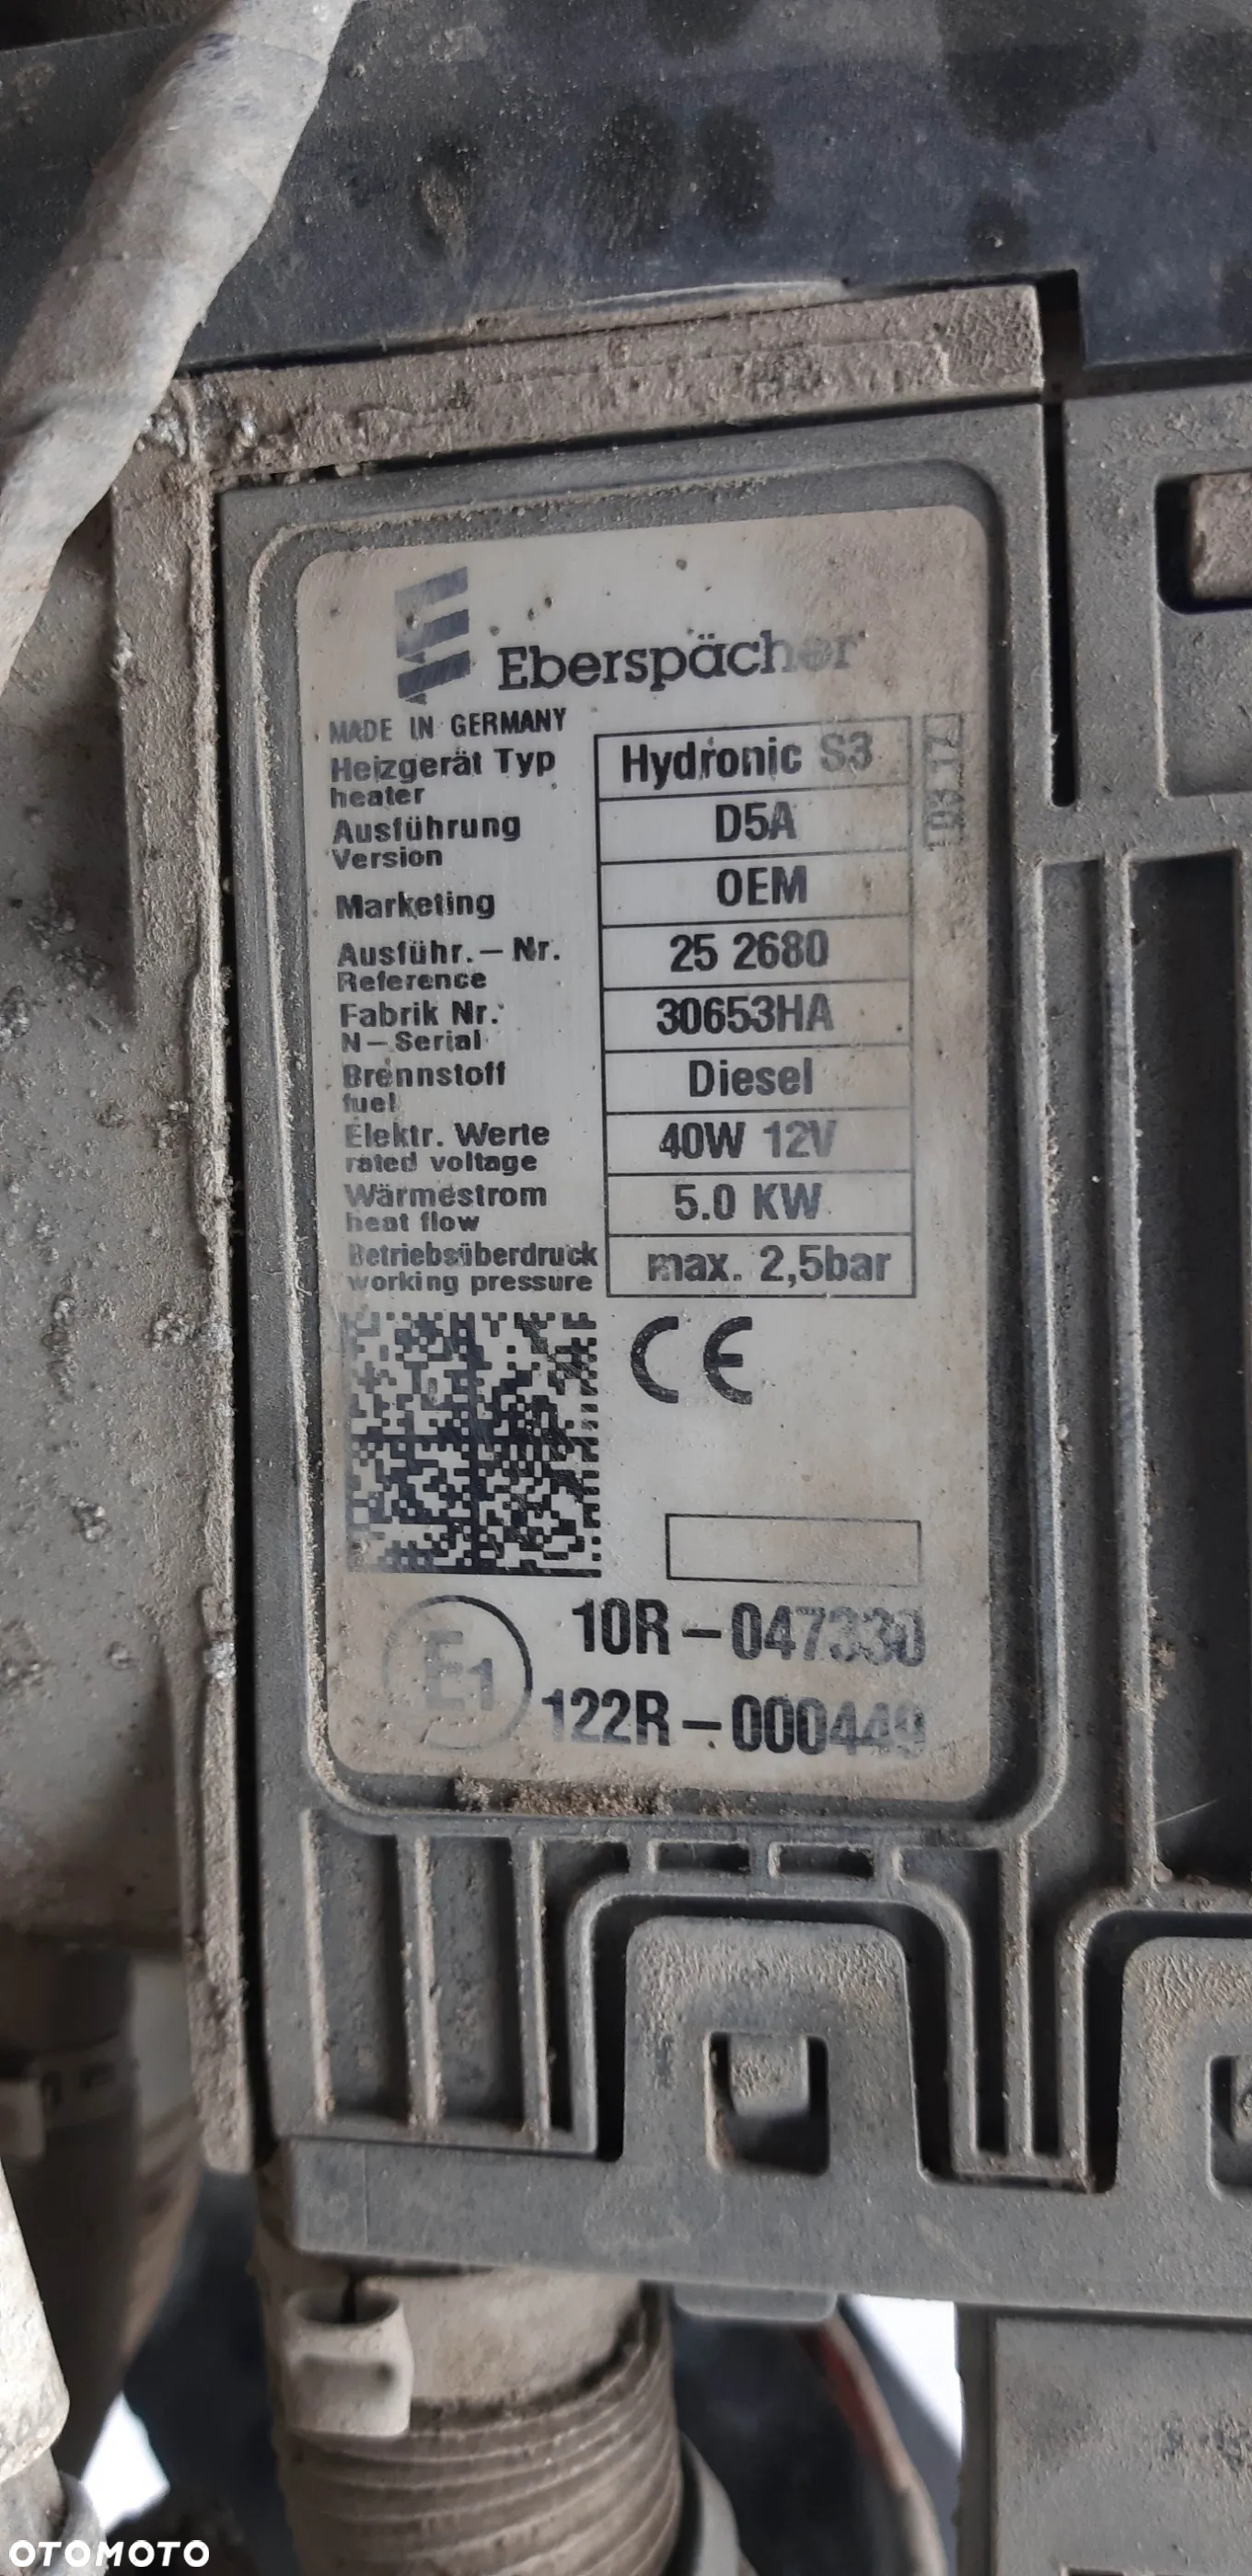 Eberspächer
MADE IN GERMANY
Heizgerät Typ
heater
Hydronic S3
Ausführung
Version
D5A
Marketing
OEM
Ausführ.-Nr.
Reference
25 2680
Fabrik Nr.
N-Serial
30653HA
Brennstoff
fuel
Diesel
Elektr. Werte
rated voltage
40W 12V
Wärmestrom
heat flow
5.0 KW
Betriebsüberdruck
working pressure
max. 2,5bar
CE
E1
10R-047330
122R-000449
OTOMOTO